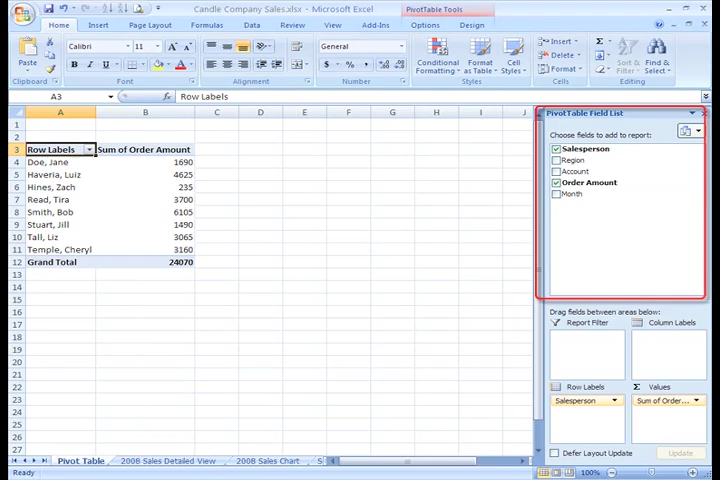 Candle Company Sales.xlsx - ...
PivotTable Tools
Home Insert Page Layout Formulas Data Review View Add-Ins Options Design
Paste
Calibri 11
B I U
General
$ % ,
Conditional Formatting
Format as Table
Cell Styles
Insert
Delete
Format
Sort & Filter
Find & Select
Clipboard Font Alignment Number Styles Cells Editing
A3 Row Labels
A B C D E F G H I J
1
2
3 Row Labels Sum of Order Amount
4 Doe, Jane 1690
5 Haveria, Luiz 4625
6 Hines, Zach 235
7 Read, Tira 3700
8 Smith, Bob 6105
9 Stuart, Jill 1490
10 Tall, Liz 3065
11 Temple, Cheryl 3160
12 Grand Total 24070
13
14
15
16
17
18
19
20
21
22
23
24
25
26
27
PivotTable Field List
Choose fields to add to report:
Salesperson
Region
Account
Order Amount
Month
Drag fields between areas below:
Report Filter Column Labels
Row Labels Σ Values
Salesperson Sum of Order...
Defer Layout Update Update
Pivot Table 2008 Sales Detailed View 2008 Sales Chart S
Ready 100%